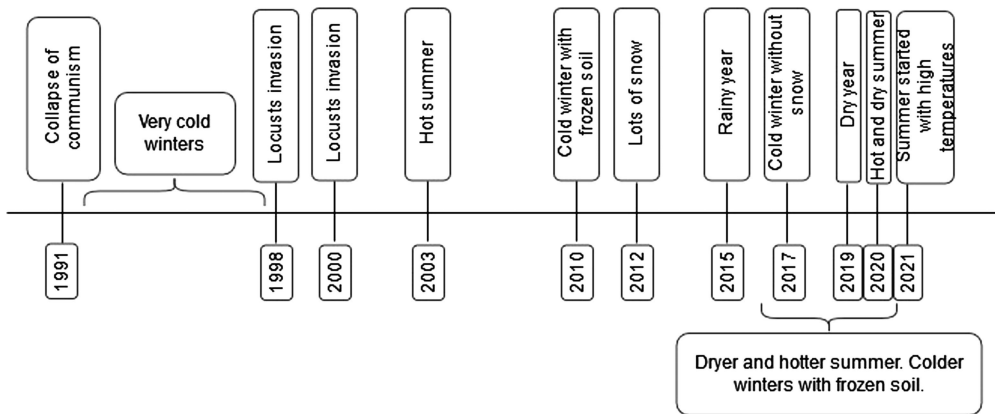 Collapse of
communism
Very cold
winters
Locusts invasion
Locusts invasion
Hot summer
Cold winter with
frozen soil
Lots of snow
Rainy year
Cold winter without
snow
Dry year
Hot and dry summer
Summer started
with high
temperatures
1991
1998
2000
2003
2010
2012
2015
2017
2019
2020
2021
Dryer and hotter summer. Colder
winters with frozen soil.